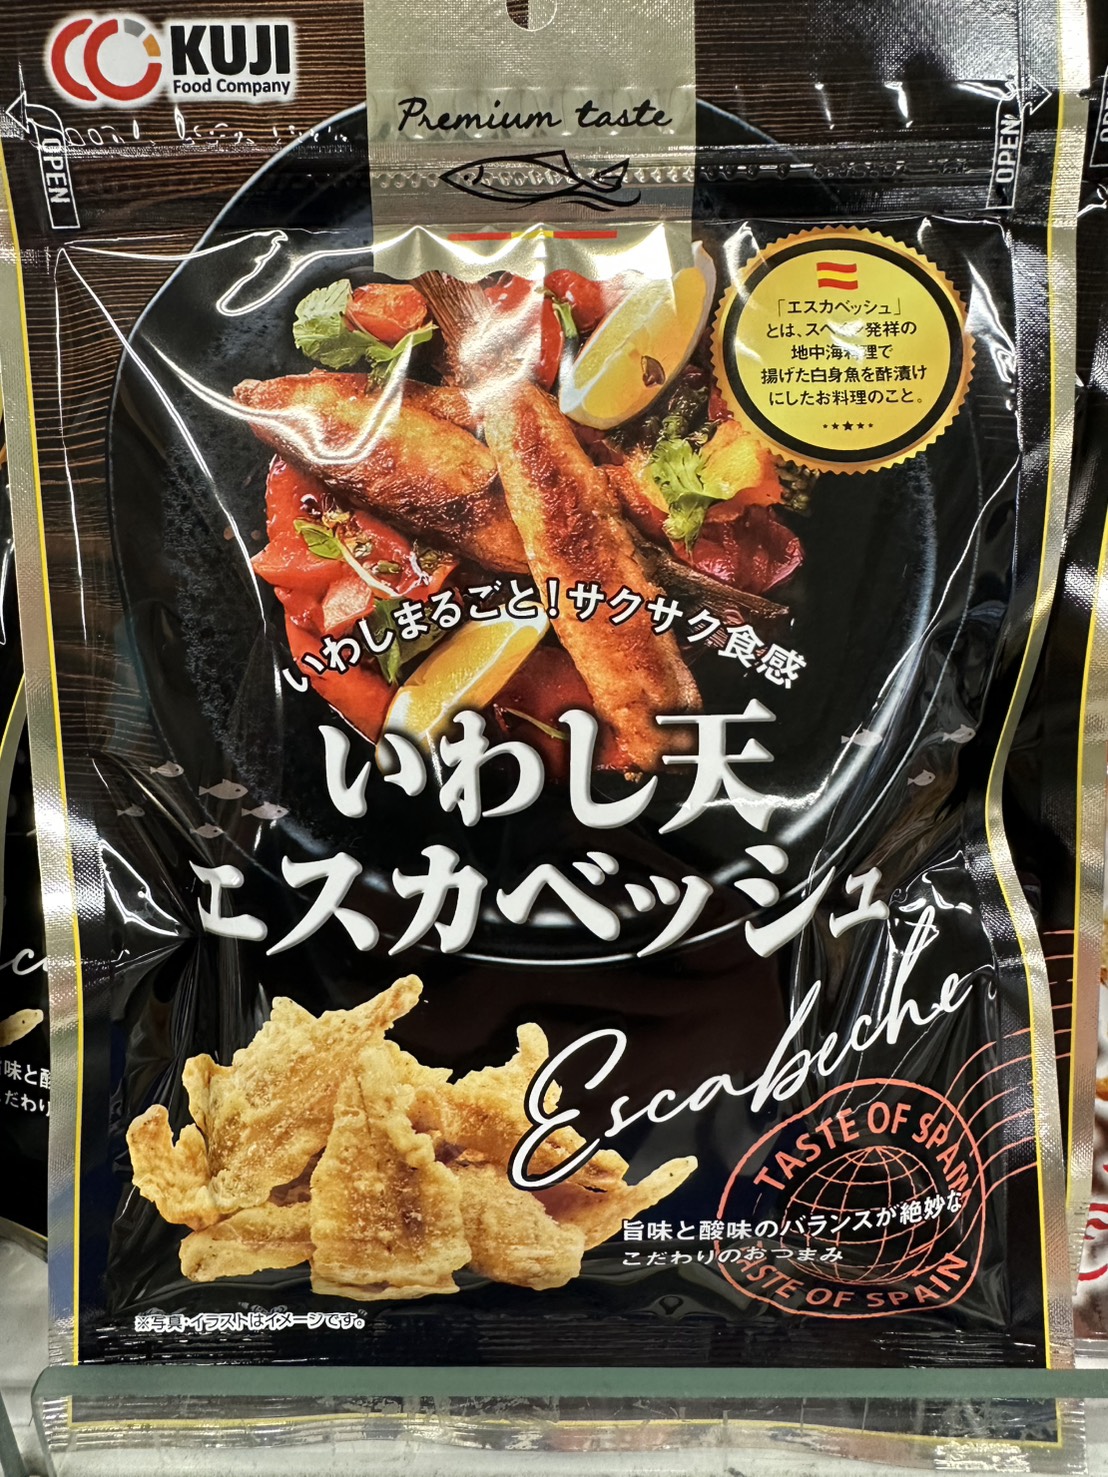 KUJI
Food Company
Premium taste
OPEN
OPEN
「エスカベッシュ」
とは、スペイン発祥の
地中海料理で
揚げた白身魚を酢漬け
にしたお料理のこと。
いわしまるごと!サクサク食感
いわし天
エスカベッシュ
Escabeche
TASTE OF SPAIN
旨味と酸味のバランスが絶妙な
こだわりのおつまみ
TASTE OF SPAIN
※写真・イラストはイメージです。